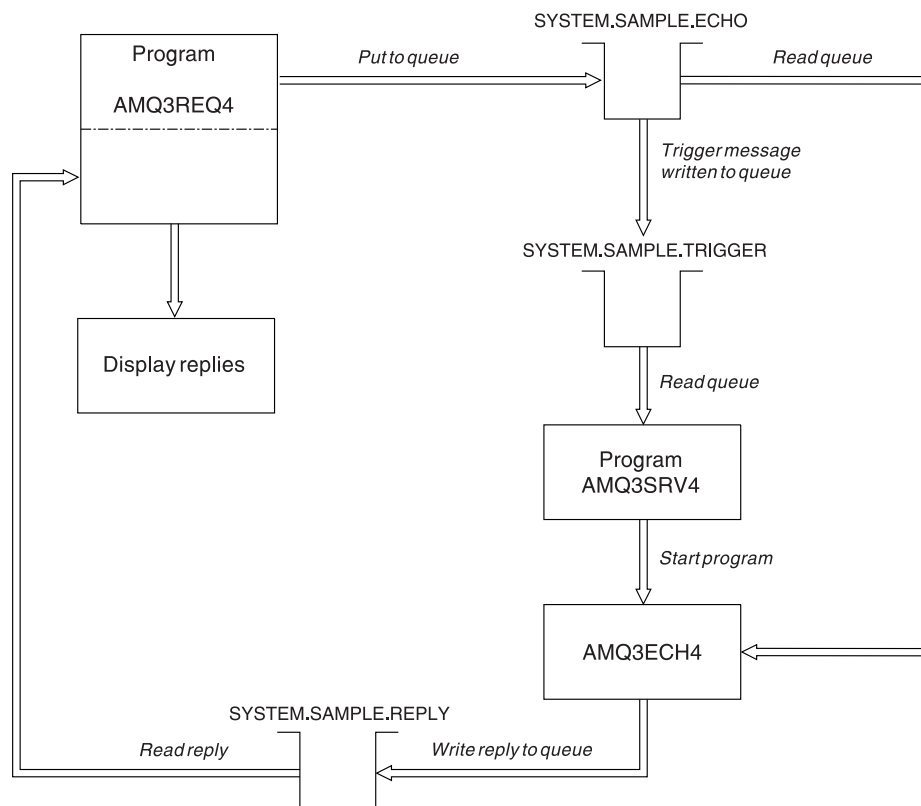 SYSTEM.SAMPLE.ECHO
Program
AMQ3REQ4
Put to queue
Read queue
Trigger message
written to queue
SYSTEM.SAMPLE.TRIGGER
Display replies
Read queue
Program
AMQ3SRV4
Start program
AMQ3ECH4
SYSTEM.SAMPLE.REPLY
Read reply
Write reply to queue